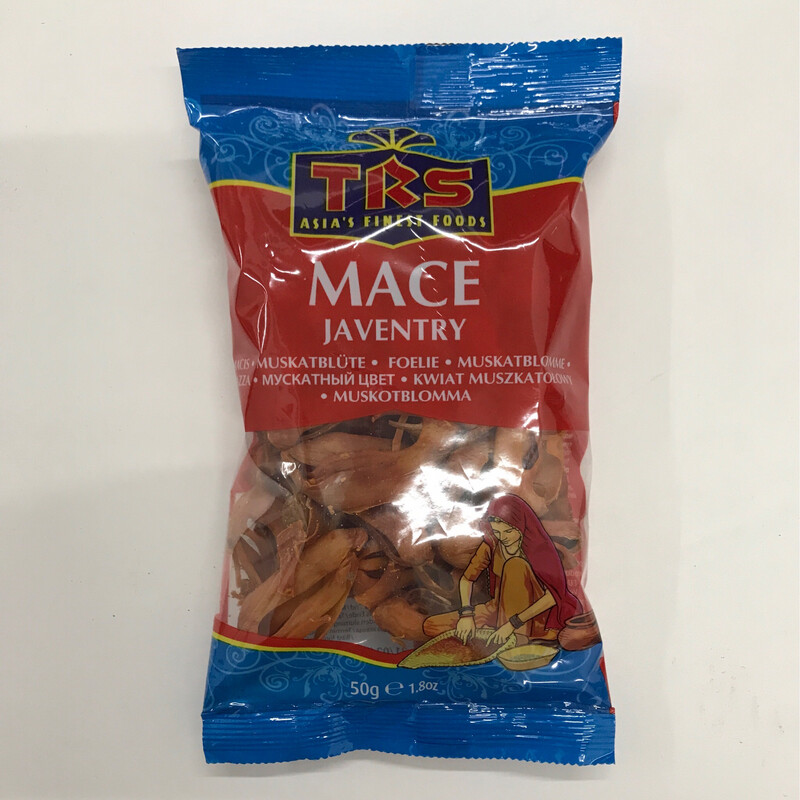 TRS
ASIA'S FINEST FOODS
MACE
JAVENTRY
• MUSKATBLÜTE • FOELIE • MUSKATBLOMME •
• МУСКАТНЫЙ ЦВЕТ • KWIAT MUSZKATOŁOWY
• MUSKOTBLOMMA
50g ℮ 1.8oz